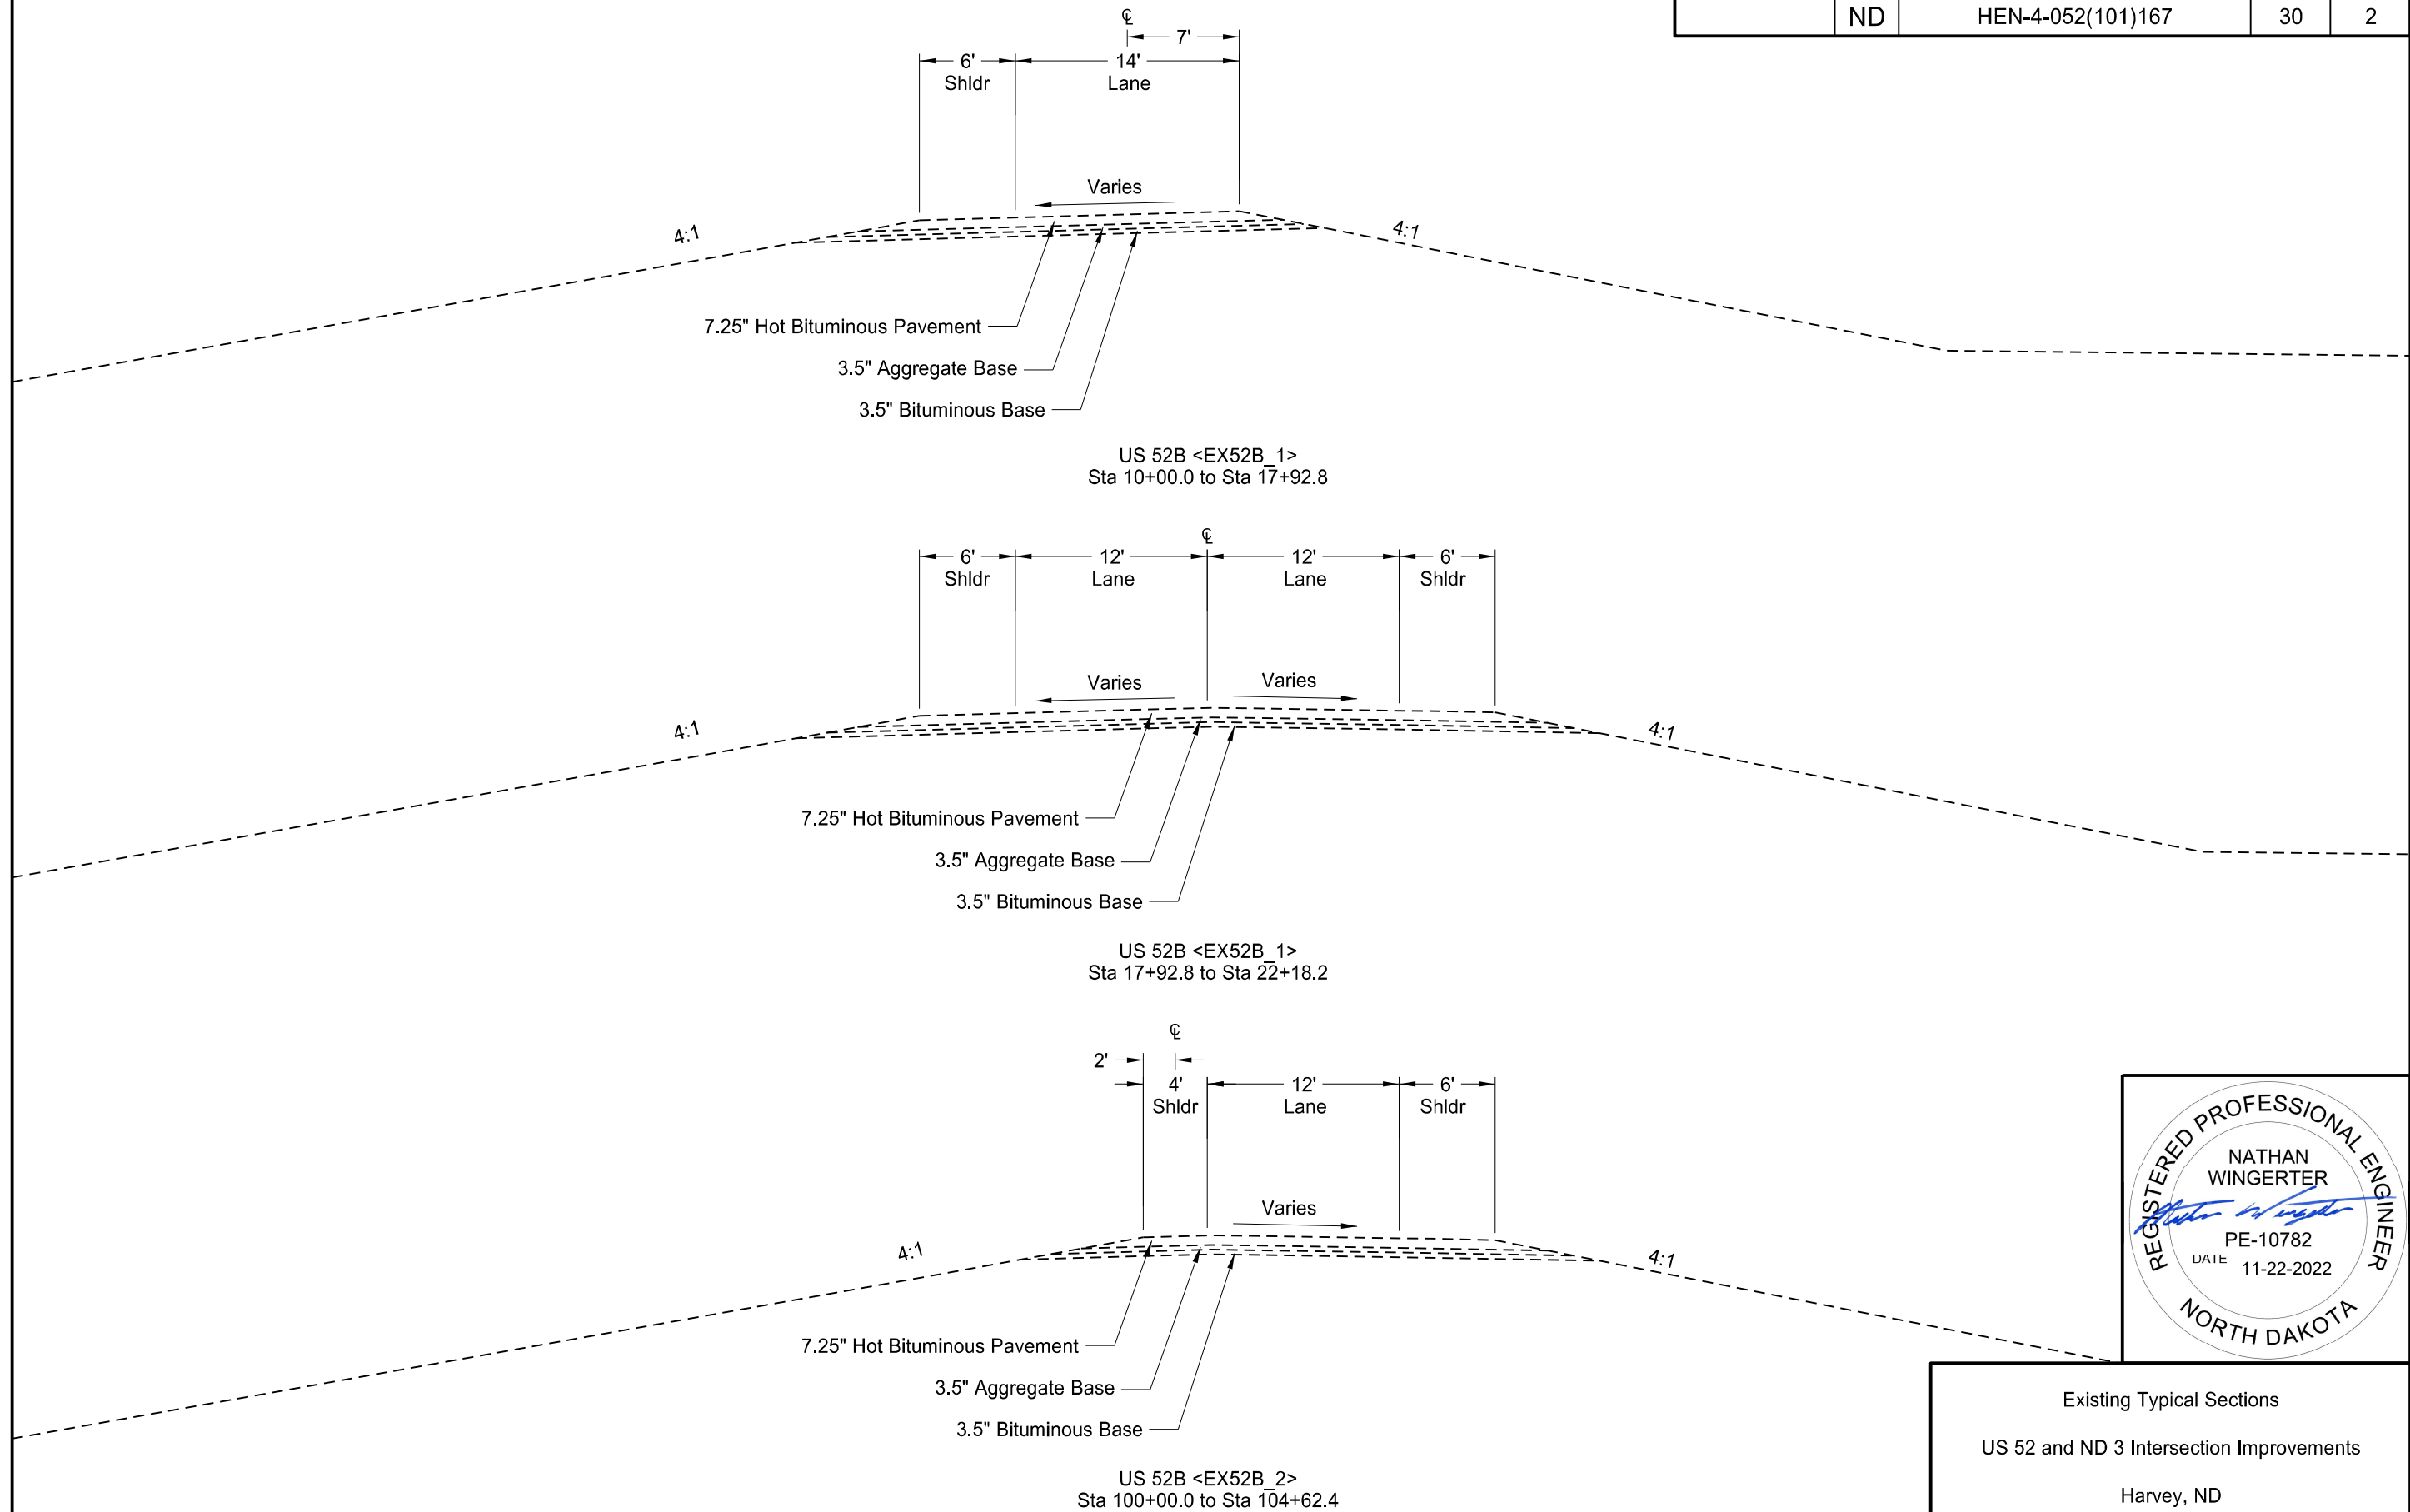 ND HEN-4-052(101)167 30 2
℄
7'
6' 14'
Shldr Lane
Varies
4:1 4:1
7.25" Hot Bituminous Pavement
3.5" Aggregate Base
3.5" Bituminous Base
US 52B <EX52B_1>
Sta 10+00.0 to Sta 17+92.8
℄
6' 12' 12' 6'
Shldr Lane Lane Shldr
Varies Varies
4:1 4:1
7.25" Hot Bituminous Pavement
3.5" Aggregate Base
3.5" Bituminous Base
US 52B <EX52B_1>
Sta 17+92.8 to Sta 22+18.2
℄
2'
4' 12' 6'
Shldr Lane Shldr
Varies
4:1 4:1
7.25" Hot Bituminous Pavement
3.5" Aggregate Base
3.5" Bituminous Base
US 52B <EX52B_2>
Sta 100+00.0 to Sta 104+62.4
REGISTERED PROFESSIONAL ENGINEER
NATHAN
WINGERTER
Nathan Wingerter
PE-10782
DATE 11-22-2022
NORTH DAKOTA
Existing Typical Sections
US 52 and ND 3 Intersection Improvements
Harvey, ND